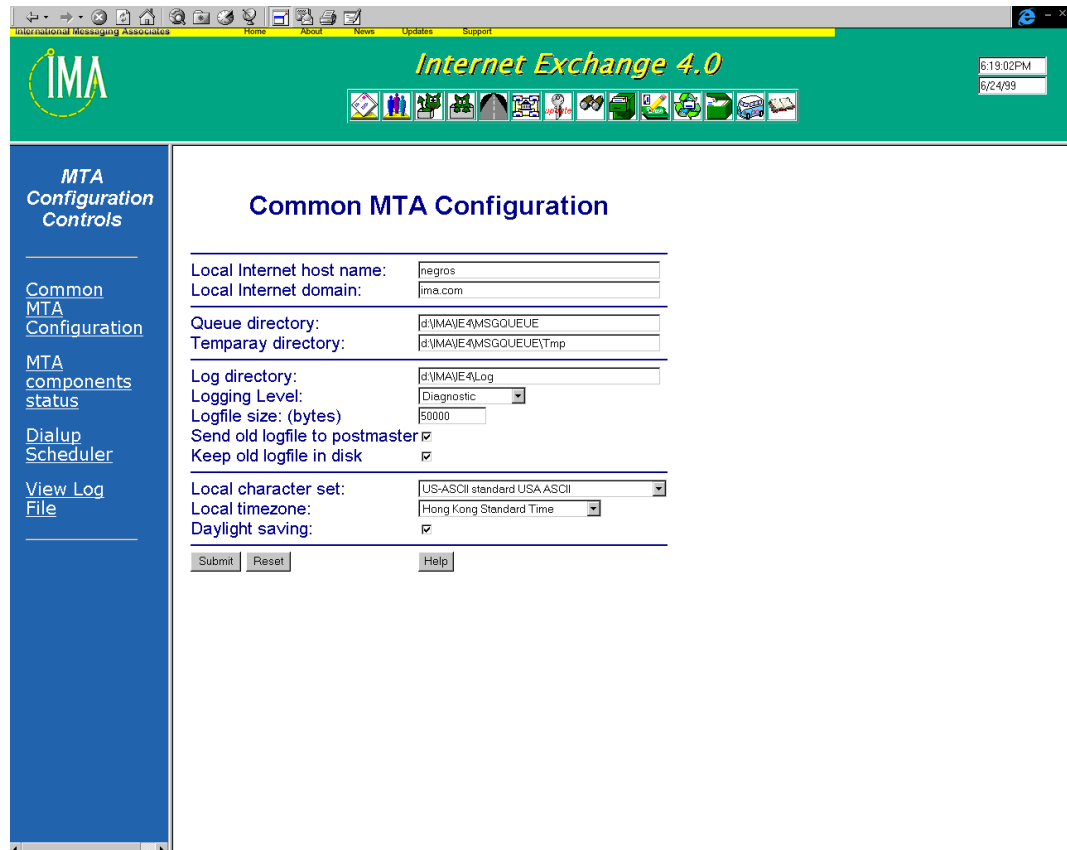 International Messaging Associates
Home About News Updates Support
IMA
Internet Exchange 4.0
6:19:02PM
6/24/99
update
MTA
Configuration
Controls
Common
MTA
Configuration
MTA
components
status
Dialup
Scheduler
View Log
File
Common MTA Configuration
Local Internet host name: negros
Local Internet domain: ima.com
Queue directory: d:\IMA\IE4\MSGQUEUE
Temparay directory: d:\IMA\IE4\MSGQUEUE\Tmp
Log directory: d:\IMA\IE4\Log
Logging Level: Diagnostic
Logfile size: (bytes) 50000
Send old logfile to postmaster
Keep old logfile in disk
Local character set: US-ASCII standard USA ASCII
Local timezone: Hong Kong Standard Time
Daylight saving:
Submit Reset Help